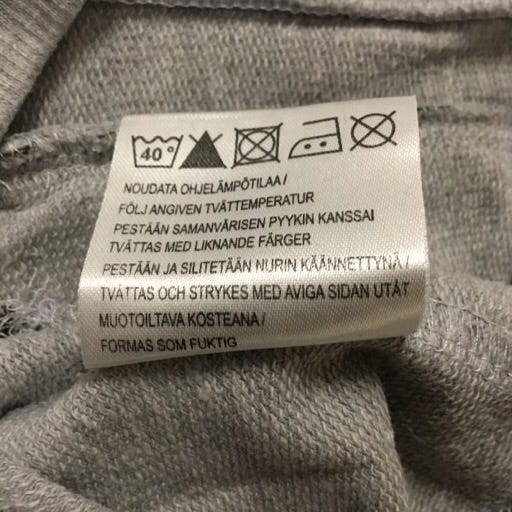 40°
NOUDATA OHJELÄMPÖTILAA /
FÖLJ ANGIVEN TVÄTTEMPERATUR
PESTÄÄN SAMANVÄRISEN PYYKIN KANSSA/
TVÄTTAS MED LIKNANDE FÄRGER
PESTÄÄN JA SILITETÄÄN NURIN KÄÄNNETTYNÄ /
TVÄTTAS OCH STRYKES MED AVIGA SIDAN UTÅT
MUOTOILTAVA KOSTEANA /
FORMAS SOM FUKTIG